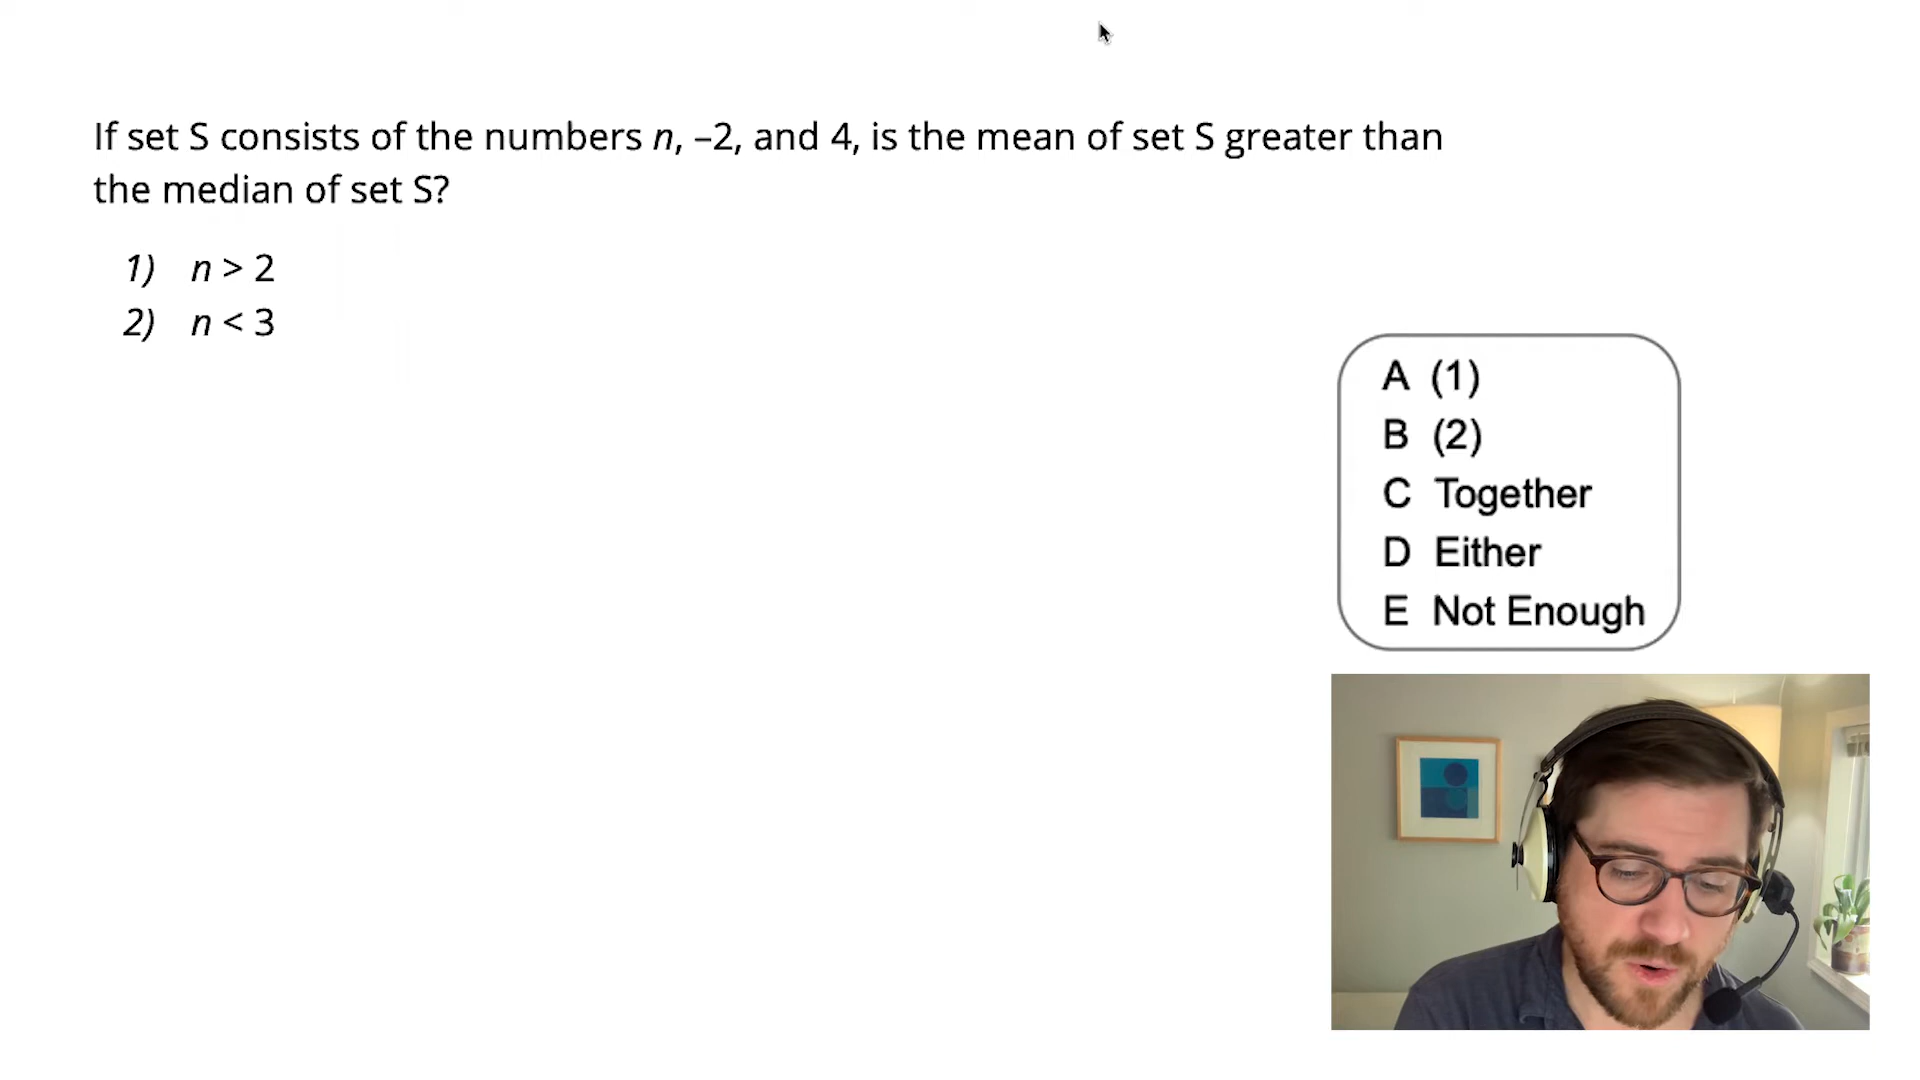 If set S consists of the numbers n, –2, and 4, is the mean of set S greater than
the median of set S?
1) n > 2
2) n < 3
A (1)
B (2)
C Together
D Either
E Not Enough